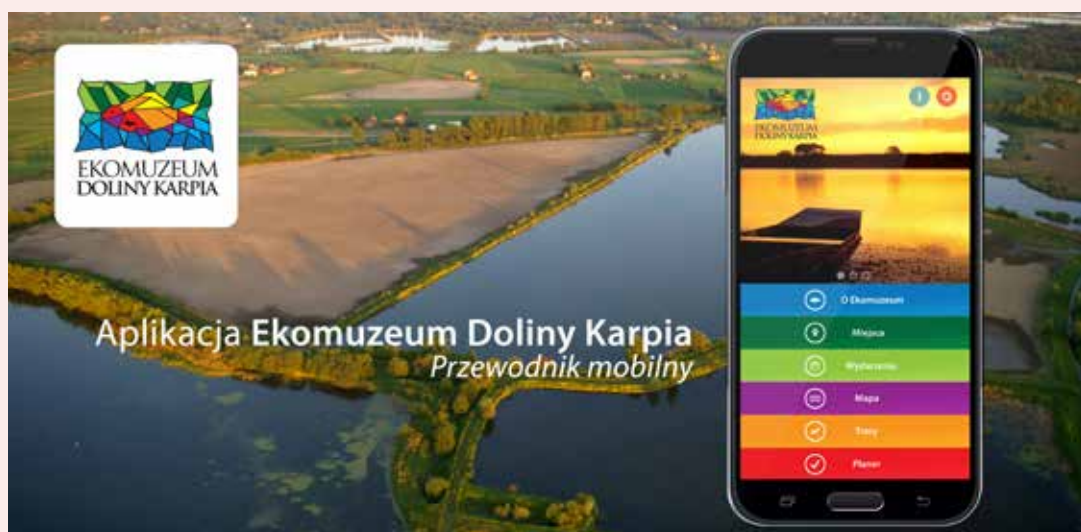 EKOMUZEUM
DOLINY KARPIA
Aplikacja Ekomuzeum Doliny Karpia
Przewodnik mobilny
EKOMUZEUM
DOLINY KARPIA
O Ekomuzeum
Miejsca
Wydarzenia
Mapa
Trasy
Planer